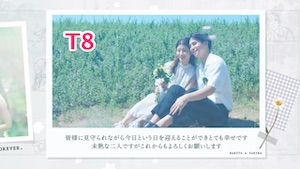 T8
皆様に見守られながら今日という日を迎えることができとても幸せです
未熟な二人ですがこれからもよろしくお願いします
OREVER.